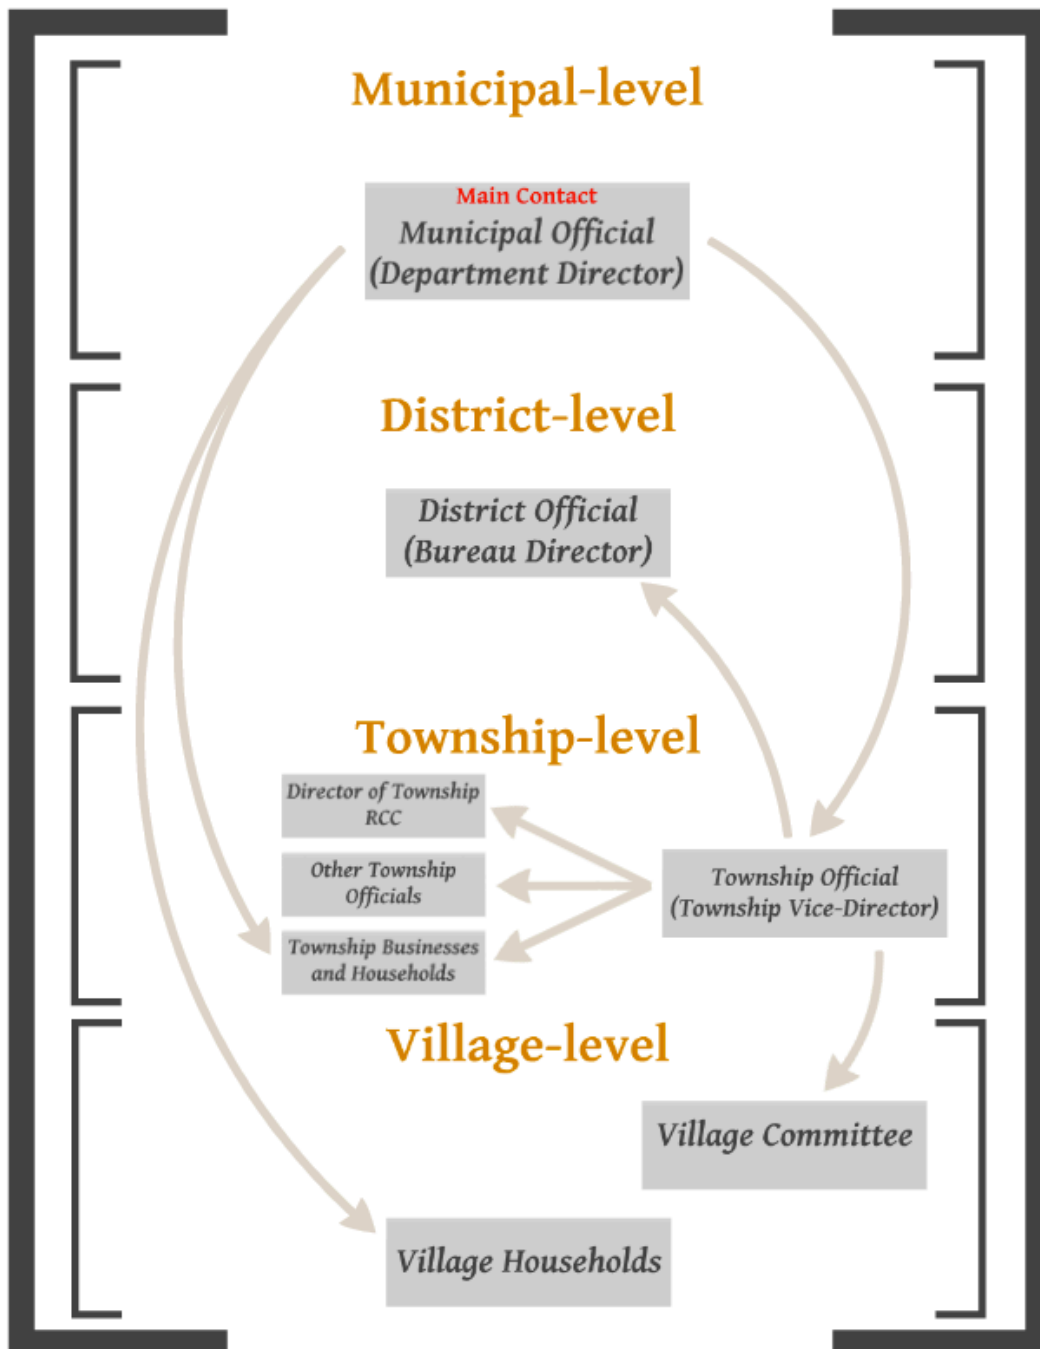 Municipal-level
Main Contact
Municipal Official
(Department Director)
District-level
District Official
(Bureau Director)
Township-level
Director of Township
RCC
Other Township
Officials
Township Businesses
and Households
Township Official
(Township Vice-Director)
Village-level
Village Committee
Village Households